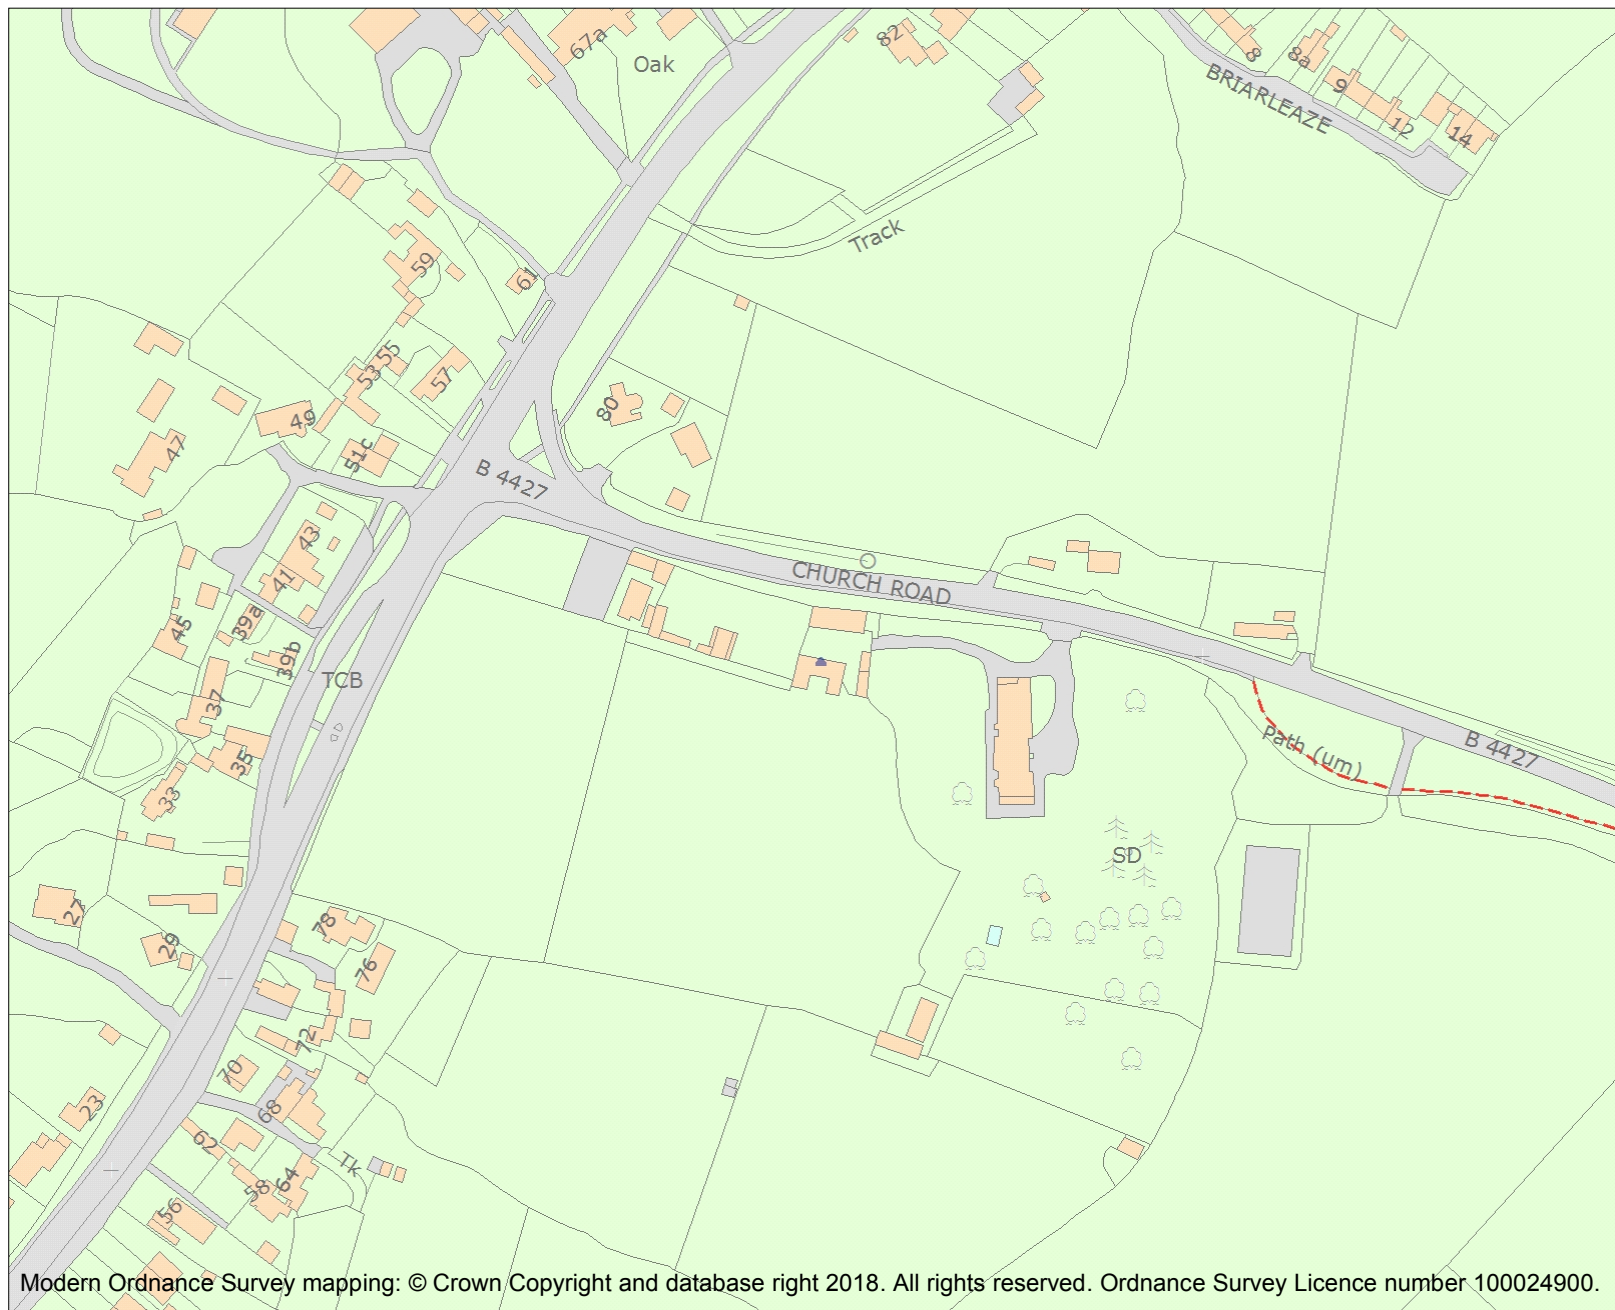 67a
Oak
82
8
8a
9
12
14
BRIARLEAZE
Track
59
61
55
53
57
49
51c
47
80
B 4427
43
41
39a
45
39b
CHURCH ROAD
TCB
37
35
33
Path (um)
B 4427
SD
27
29
78
76
72
70
68
23
62
Tk
64
58
56
Modern Ordnance Survey mapping: © Crown Copyright and database right 2018. All rights reserved. Ordnance Survey Licence number 100024900.